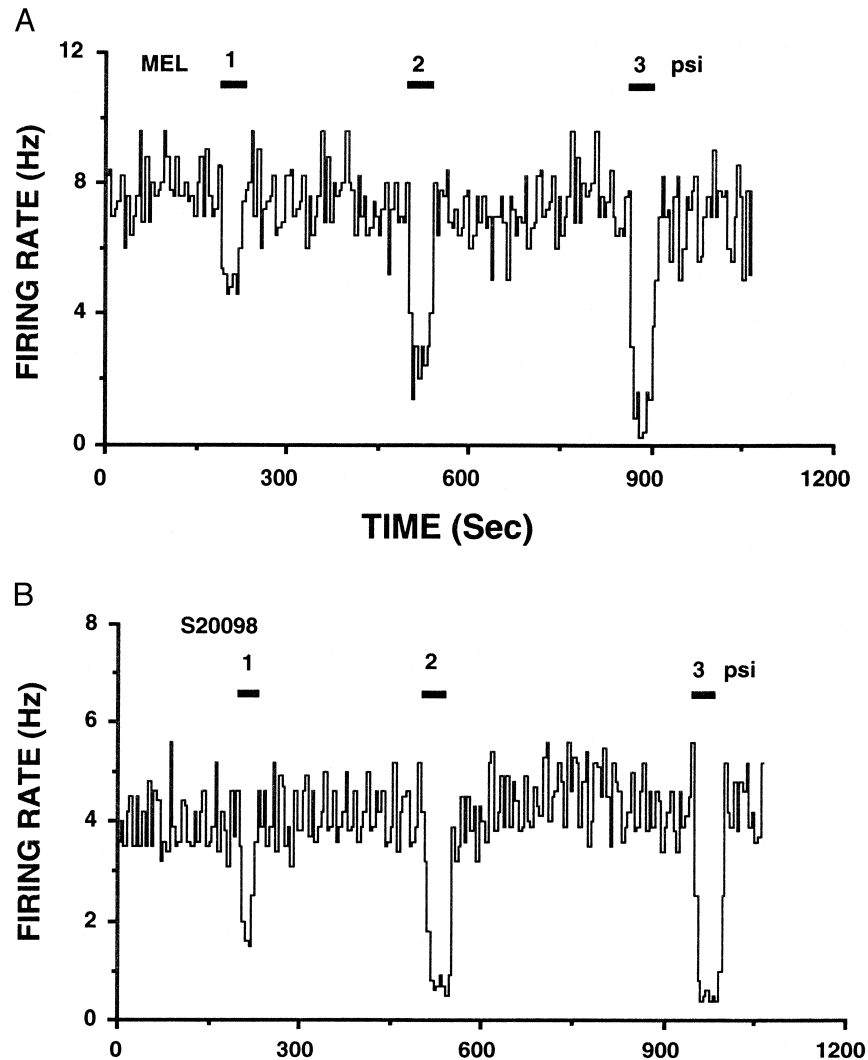 A
MEL 1 2 3 psi
12
8
4
0
FIRING RATE (Hz)
0 300 600 900 1200
TIME (Sec)
B
S20098
1 2 3 psi
8
6
4
2
0
FIRING RATE (Hz)
0 300 600 900 1200